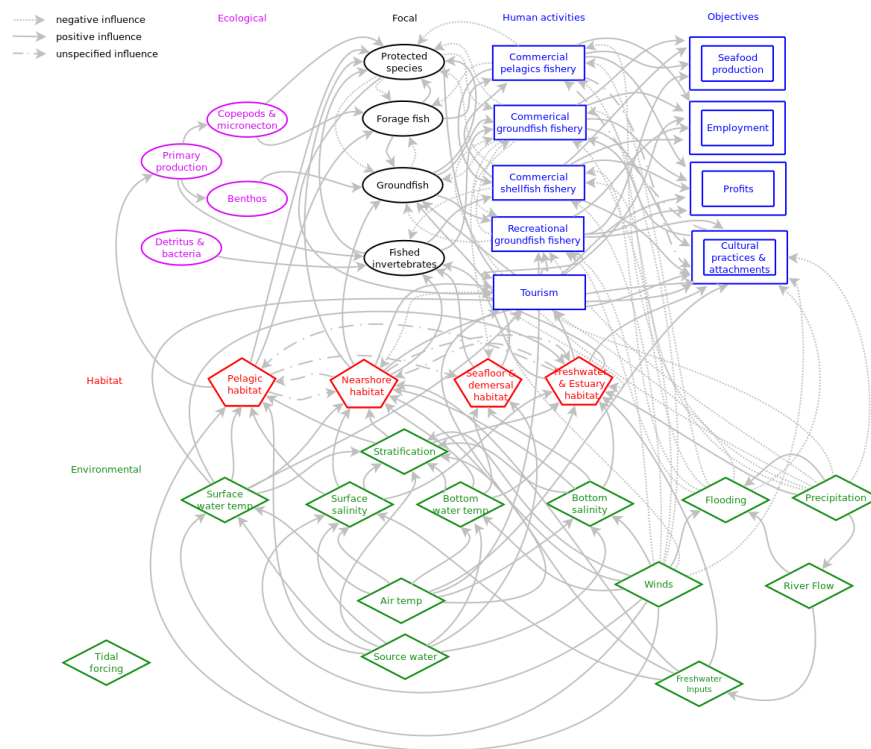 negative influence
positive influence
unspecified influence
Ecological
Focal
Human activities
Objectives
Protected
species
Commercial
pelagics fishery
Seafood
production
Copepods &
micronecton
Forage fish
Commerical
groundfish fishery
Employment
Primary
production
Benthos
Groundfish
Commercial
shellfish fishery
Profits
Detritus &
bacteria
Fished
invertebrates
Recreational
groundfish fishery
Cultural
practices &
attachments
Tourism
Habitat
Pelagic
habitat
Nearshore
habitat
Seafloor &
demersal
habitat
Freshwater
& Estuary
habitat
Environmental
Stratification
Surface
water temp
Surface
salinity
Bottom
water temp
Bottom
salinity
Flooding
Precipitation
Air temp
Winds
River Flow
Tidal
forcing
Source water
Freshwater
Inputs